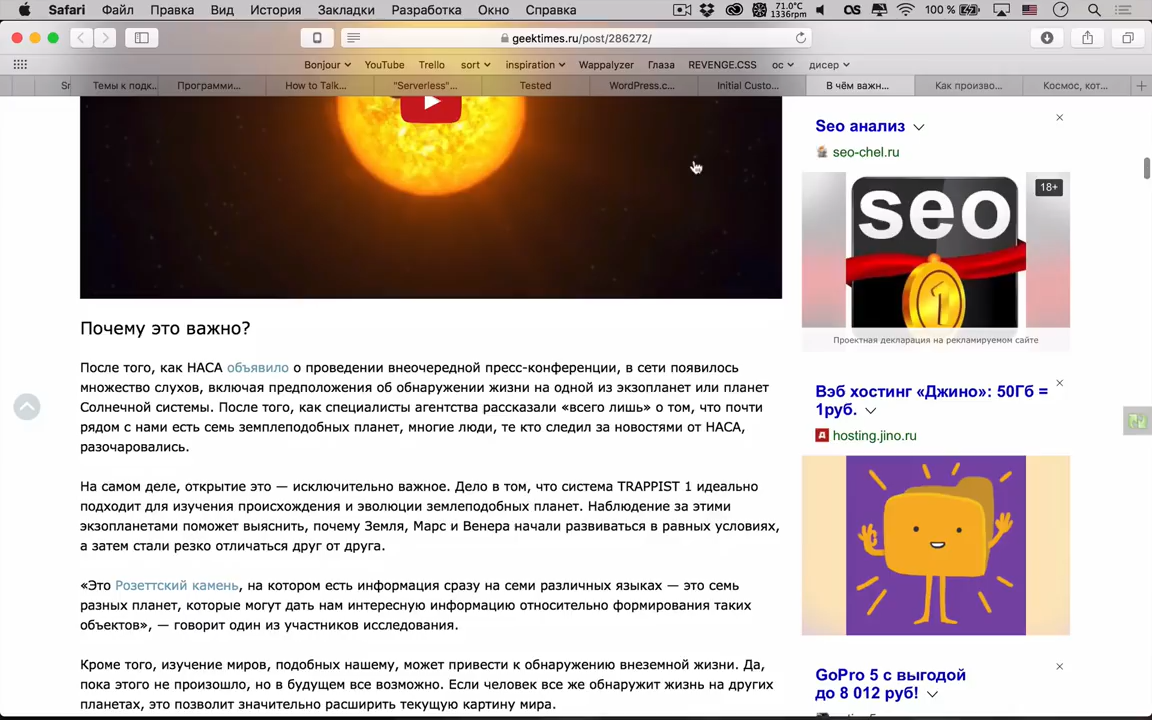 Safari Файл Правка Вид История Закладки Разработка Окно Справка
71.0°C
1336rpm
100 %
geektimes.ru/post/286272/
Bonjour YouTube Trello sort inspiration Wappalyzer Глаза REVENGE.CSS ос дисер
Sr Темы к подк... Программи... How to Talk... "Serverless"... Tested WordPress.c... Initial Custo... В чём важн... Как произво... Космос, кот...
Почему это важно?
После того, как НАСА объявило о проведении внеочередной пресс-конференции, в сети появилось
множество слухов, включая предположения об обнаружении жизни на одной из экзопланет или планет
Солнечной системы. После того, как специалисты агентства рассказали «всего лишь» о том, что почти
рядом с нами есть семь земплеподобных планет, многие люди, те кто следил за новостями от НАСА,
разочаровались.
На самом деле, открытие это — исключительно важное. Дело в том, что система TRAPPIST 1 идеально
подходит для изучения происхождения и эволюции землеподобных планет. Наблюдение за этими
экзопланетами поможет выяснить, почему Земля, Марс и Венера начали развиваться в равных условиях,
а затем стали резко отличаться друг от друга.
«Это Розеттский камень, на котором есть информация сразу на семи различных языках — это семь
разных планет, которые могут дать нам интересную информацию относительно формирования таких
объектов», — говорит один из участников исследования.
Кроме того, изучение миров, подобных нашему, может привести к обнаружению внеземной жизни. Да,
пока этого не произошло, но в будущем все возможно. Если человек все же обнаружит жизнь на других
планетах, это позволит значительно расширить текущую картину мира.
Seo анализ
seo-chel.ru
18+
seo
1
Проектная декларация на рекламируемом сайте
Вэб хостинг «Джино»: 50Гб =
1руб.
hosting.jino.ru
GoPro 5 с выгодой
до 8 012 руб!